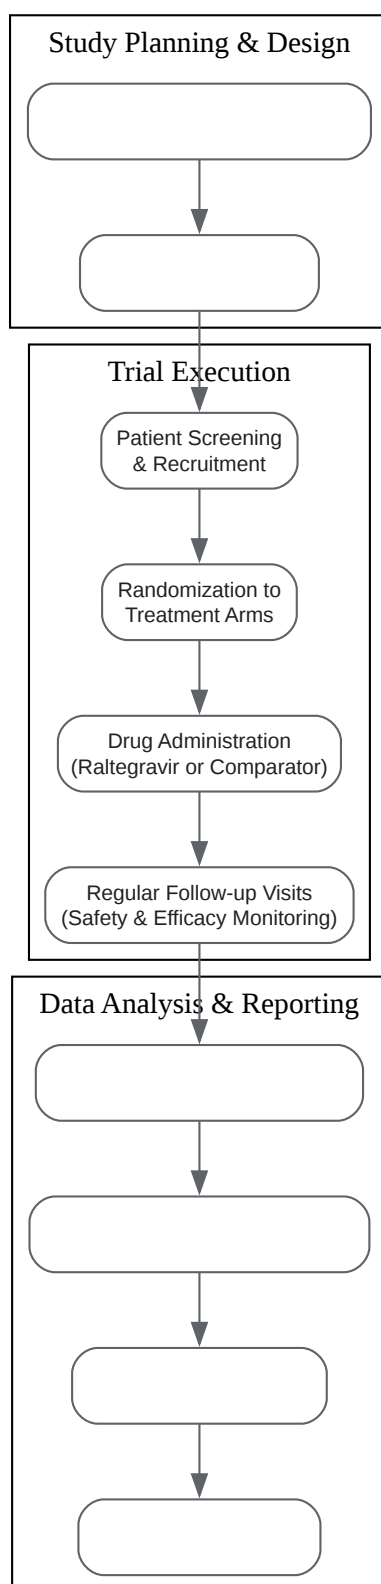 Study Planning & Design
Trial Execution
Patient Screening
& Recruitment
Randomization to
Treatment Arms
Drug Administration
(Raltegravir or Comparator)
Regular Follow-up Visits
(Safety & Efficacy Monitoring)
Data Analysis & Reporting